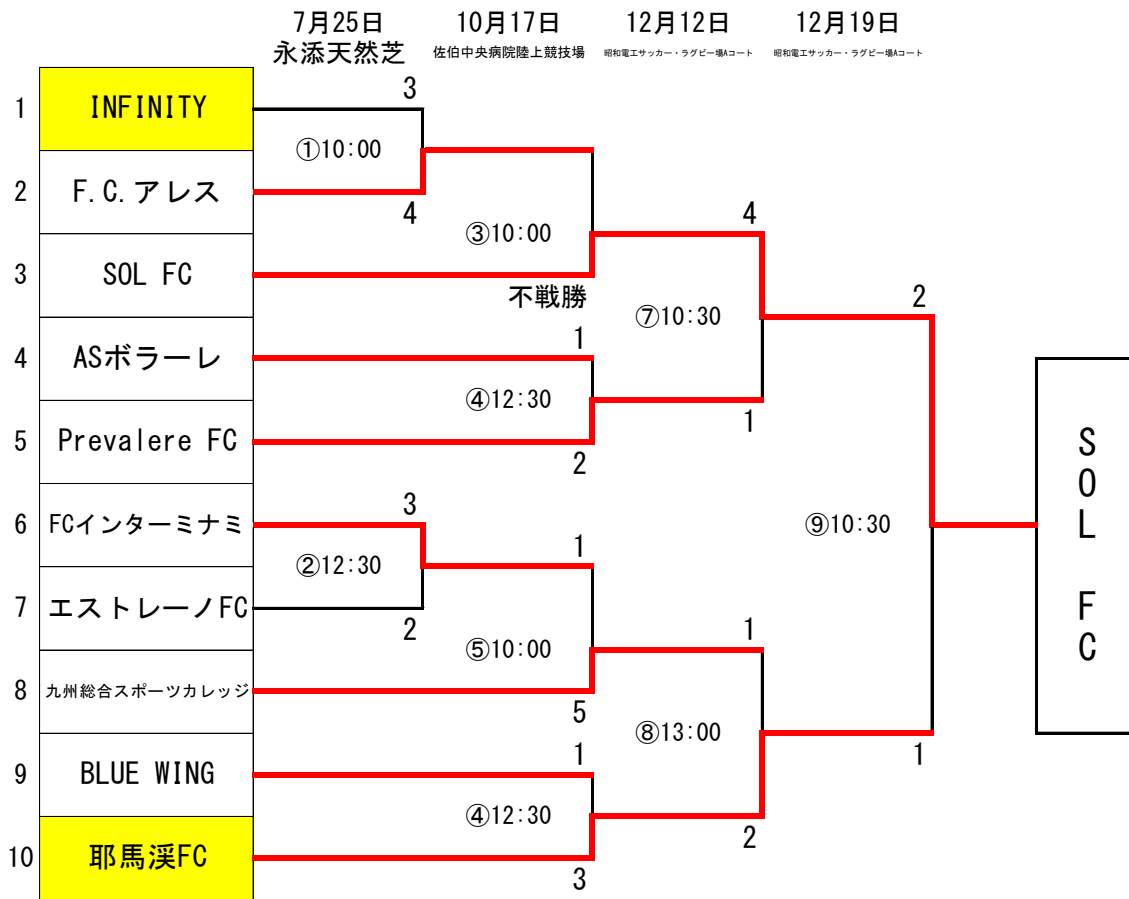 7月25日 10月17日 12月12日 12月19日
永添天然芝 佐伯中央病院陸上競技場 昭和電工サッカー・ラグビー場Aコート 昭和電工サッカー・ラグビー場Aコート
3
1 INFINITY
①10:00
2 F.C.アレス
4 4
③10:00
3 SOL FC
不戦勝 2
⑦10:30
1
4 ASボラーレ
④12:30
1
5 Prevalere FC
2
SOL FC
3
6 FCインターミナミ
⑨10:30
1
②12:30
7 エストレーノFC
2 1
⑤10:00
8 九州総合スポーツカレッジ
5
⑧13:00
1 1
9 BLUE WING
④12:30
2
10 耶馬渓FC
3